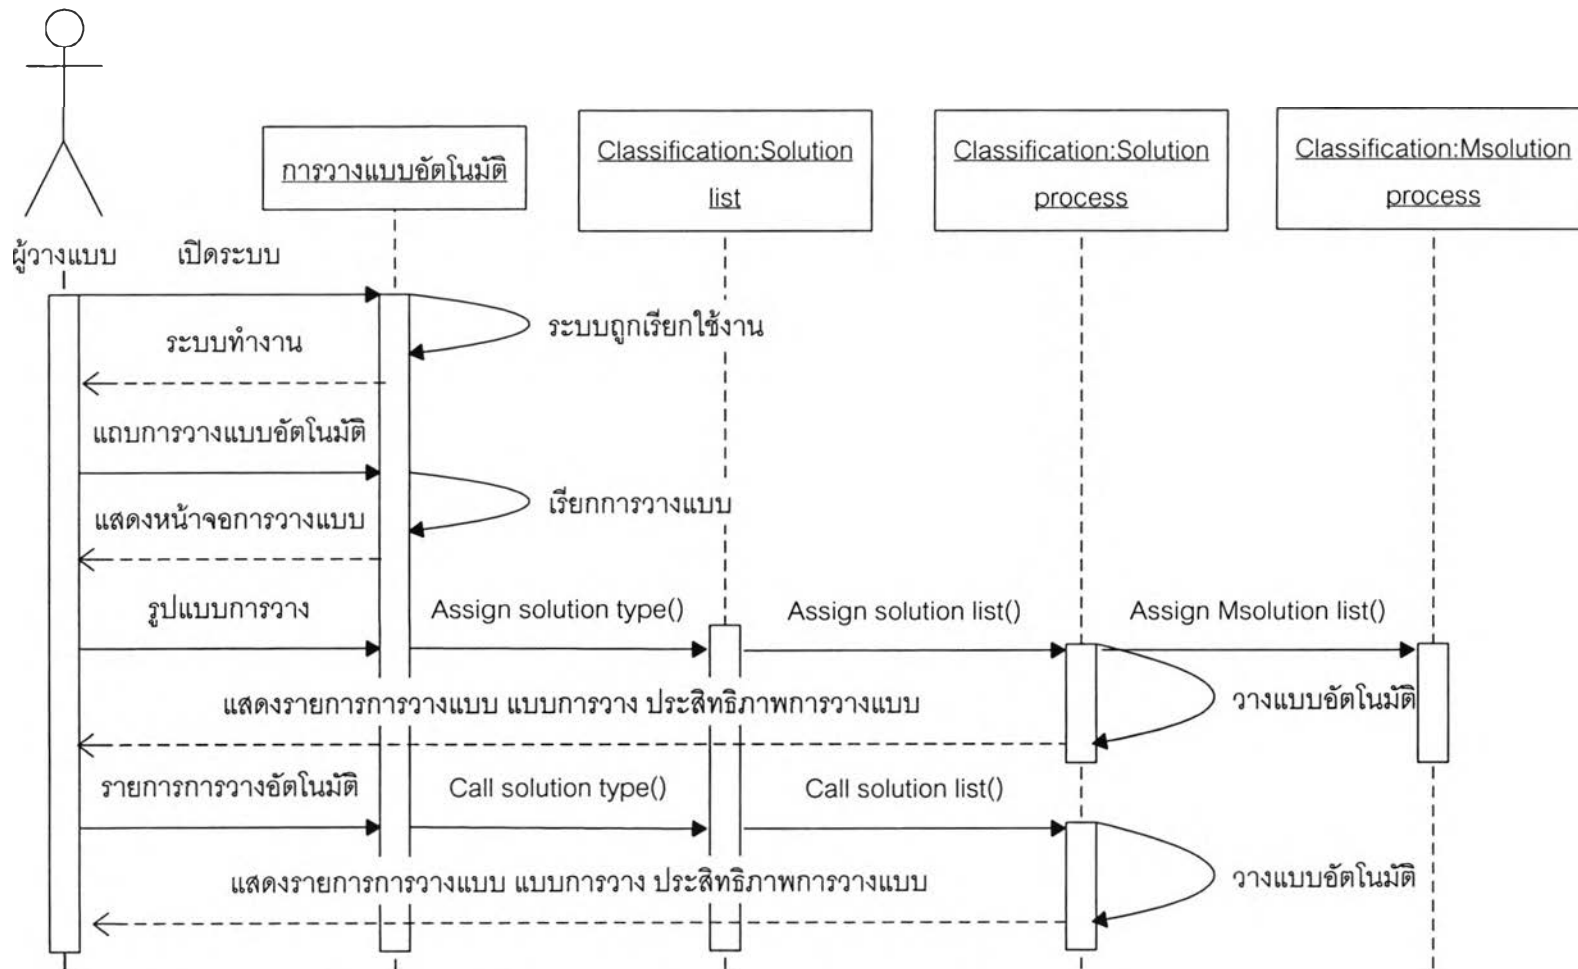 การวางแบบอัตโนมัติ
Classification:Solution
list
Classification:Solution
process
Classification:Msolution
process
ผู้วางแบบ
เปิดระบบ
ระบบถูกเรียกใช้งาน
ระบบทำงาน
แถบการวางแบบอัตโนมัติ
เรียกการวางแบบ
แสดงหน้าจอการวางแบบ
รูปแบบการวาง
Assign solution type()
Assign solution list()
Assign Msolution list()
แสดงรายการการวางแบบ แบบการวาง ประสิทธิภาพการวางแบบ
วางแบบอัตโนมัติ
รายการการวางอัตโนมัติ
Call solution type()
Call solution list()
แสดงรายการการวางแบบ แบบการวาง ประสิทธิภาพการวางแบบ
วางแบบอัตโนมัติ